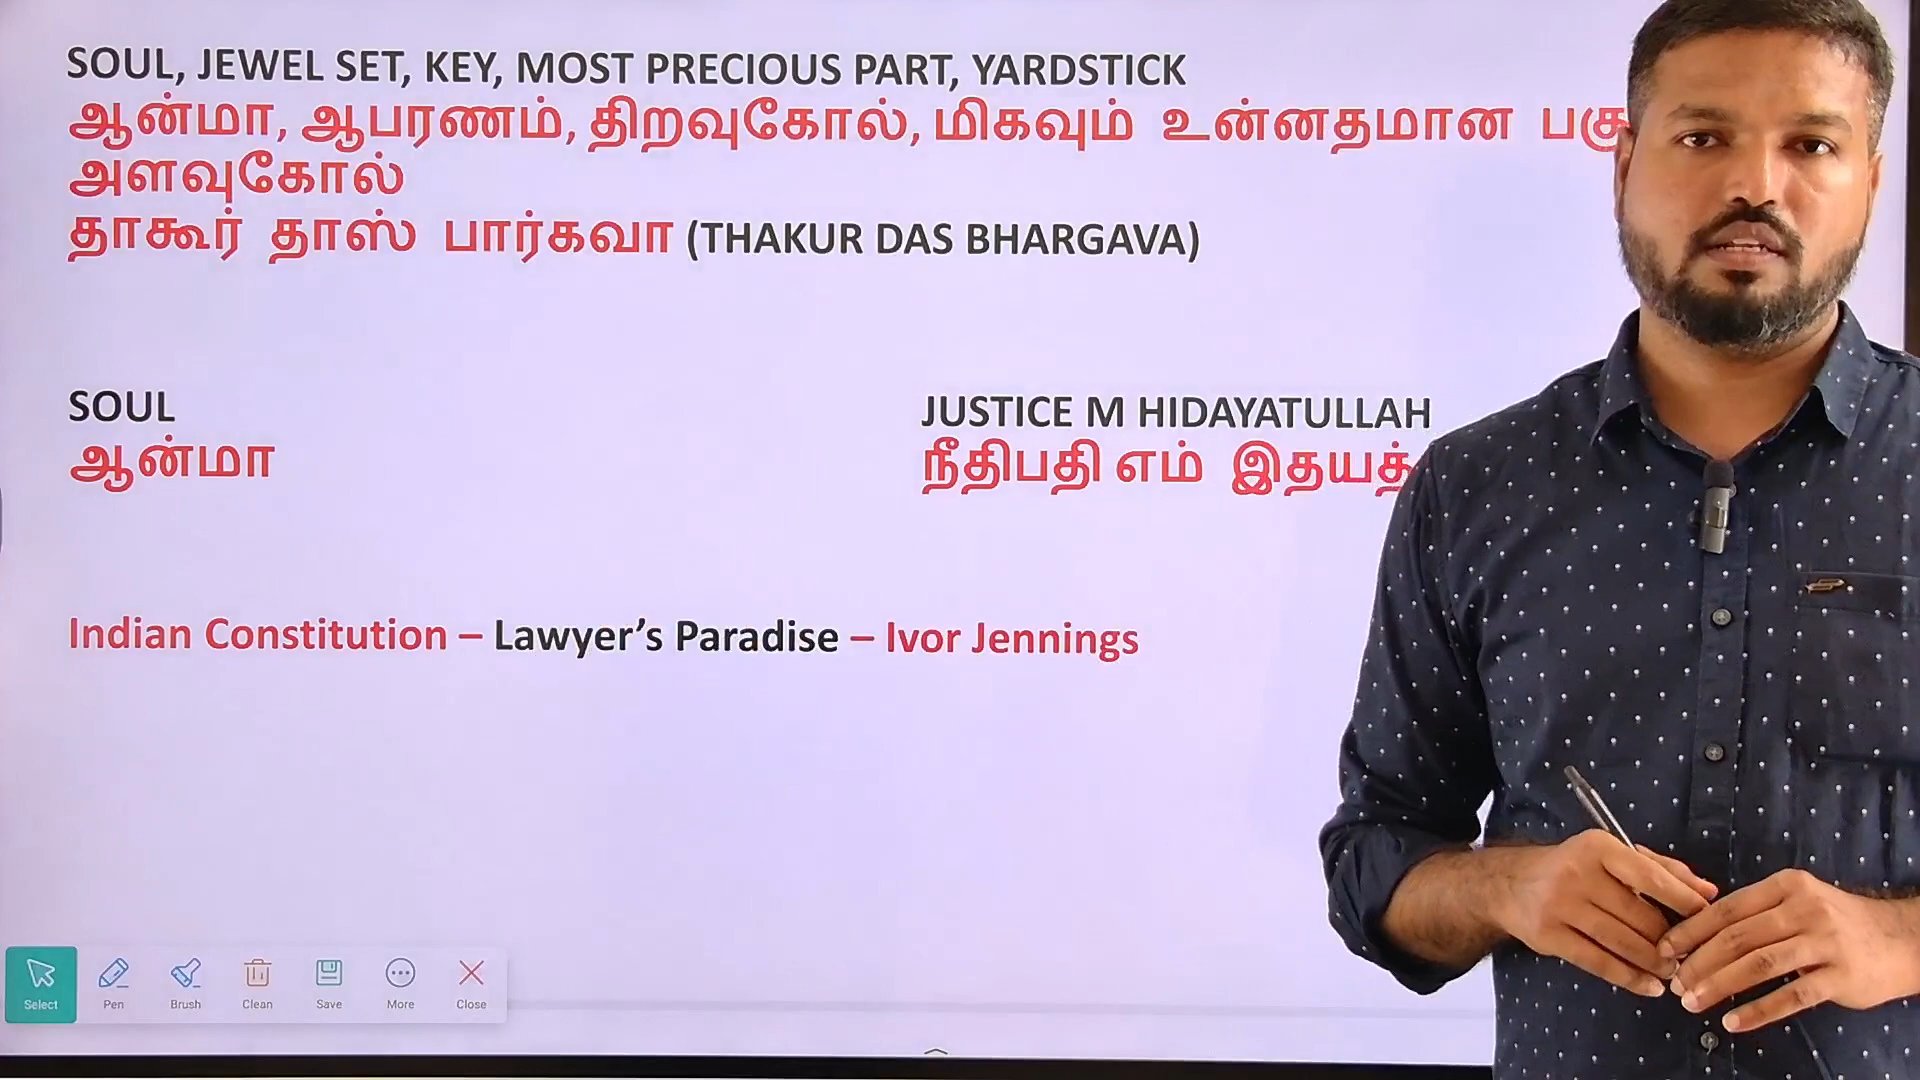 SOUL, JEWEL SET, KEY, MOST PRECIOUS PART, YARDSTICK
ஆன்மா, ஆபரணம், திறவுகோல், மிகவும் உன்னதமான
அளவுகோல்
தாகூர் தாஸ் பார்கவா (THAKUR DAS BHARGAVA)
SOUL JUSTICE M HIDAYATULLAH
ஆன்மா நீதிபதி எம்
Indian Constitution – Lawyer’s Paradise – Ivor Jennings
Select Pen Brush Clean Save More Close